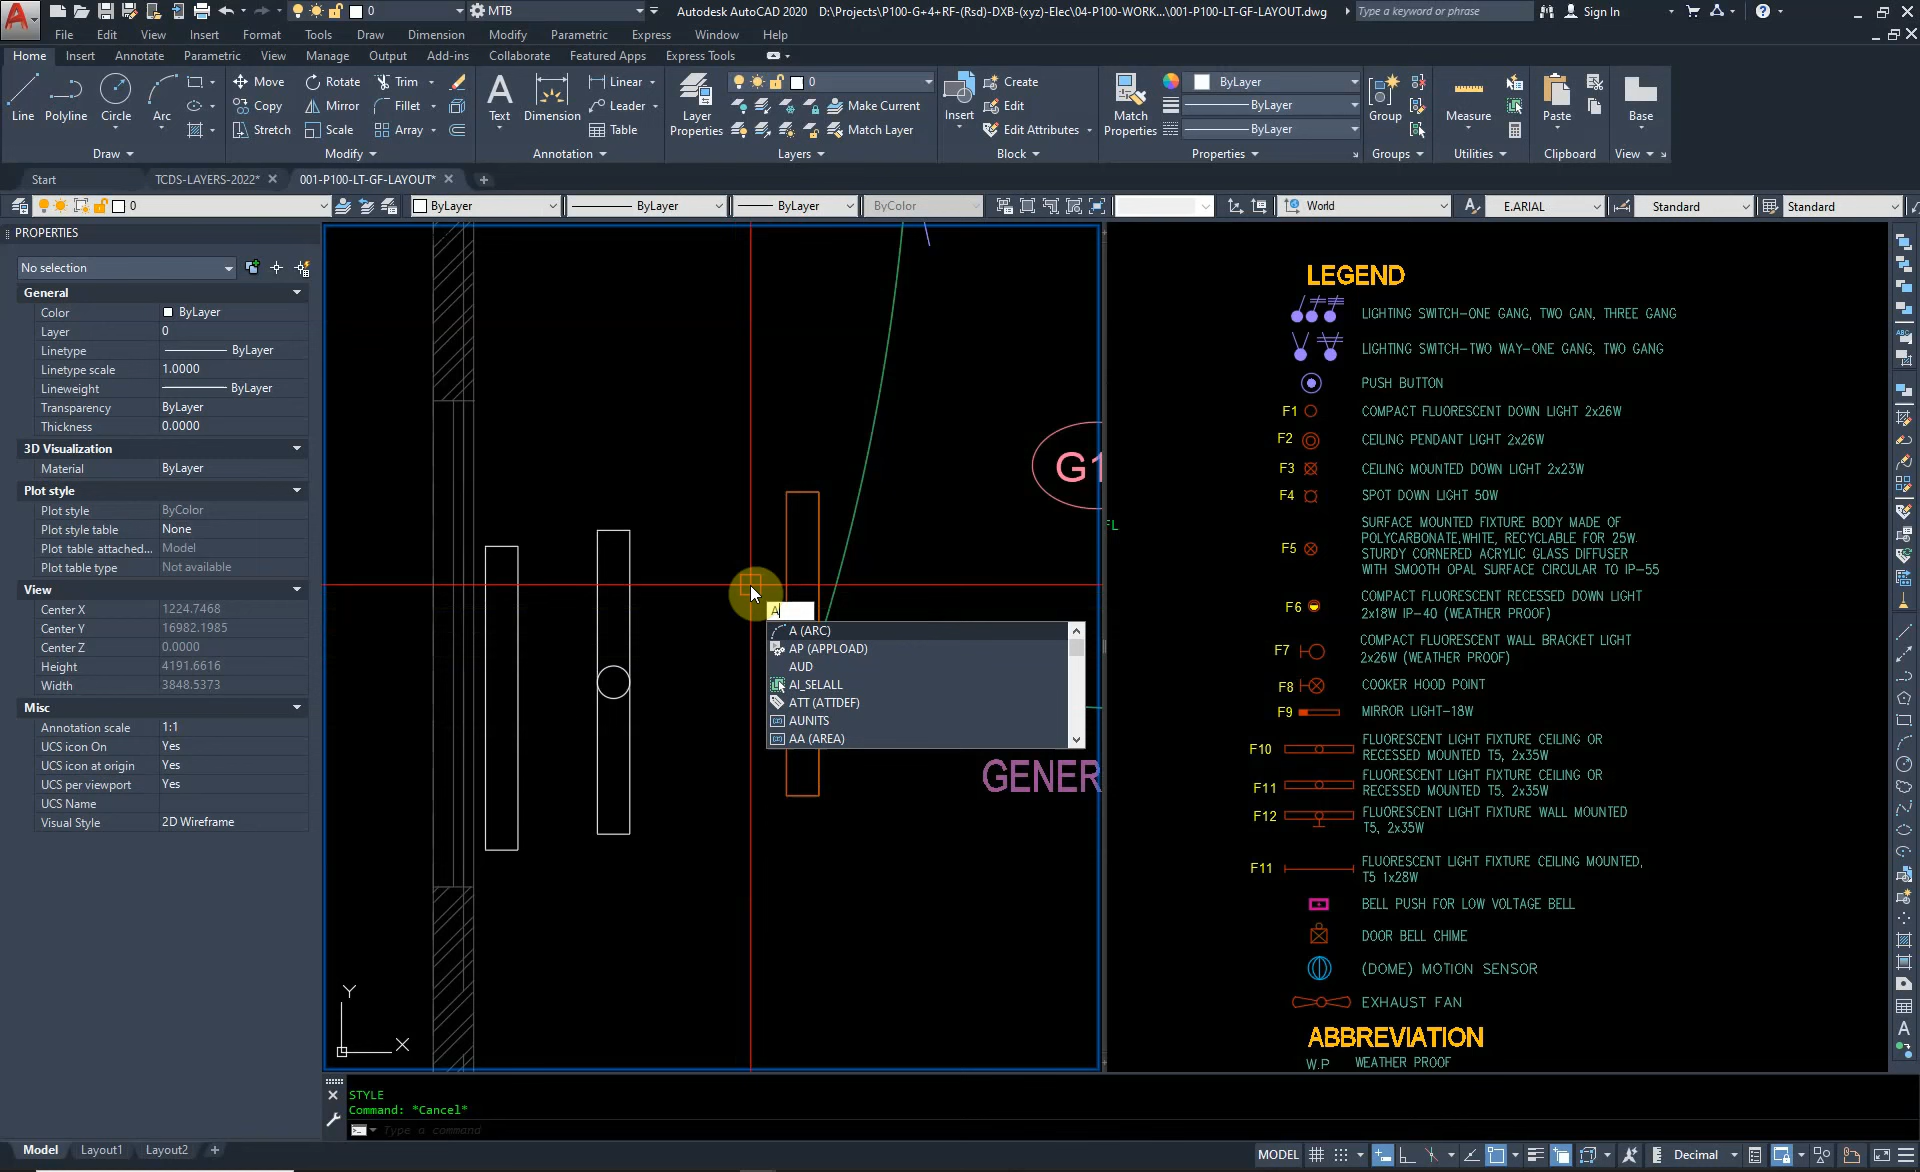 0
MTB
Autodesk AutoCAD 2020 D:\Projects\P100-G+4+RF-(Rsd)-DXB-(xyz)-Elec\04-P100-WORK...\001-P100-LT-GF-LAYOUT.dwg
Type a keyword or phrase
Sign In
File Edit View Insert Format Tools Draw Dimension Modify Parametric Express Window Help
Home Insert Annotate Parametric View Manage Output Add-ins Collaborate Featured Apps Express Tools
Line Polyline Circle Arc
Move Rotate Trim
Copy Mirror Fillet
Stretch Scale Array
Text Dimension
Linear
Leader
Table
Layer Properties
0
Make Current
Match Layer
Insert
Create
Edit
Edit Attributes
Match Properties
ByLayer
ByLayer
ByLayer
Group
Measure
Paste
Base
Draw Modify Annotation Layers Block Properties Groups Utilities Clipboard View
Start TCDS-LAYERS-2022* 001-P100-LT-GF-LAYOUT*
0 ByLayer ByLayer ByLayer ByColor World E.ARIAL Standard Standard
PROPERTIES
No selection
General
Color ByLayer
Layer 0
Linetype ByLayer
Linetype scale 1.0000
Lineweight ByLayer
Transparency ByLayer
Thickness 0.0000
3D Visualization
Material ByLayer
Plot style
Plot style ByColor
Plot style table None
Plot table attached... Model
Plot table type Not available
View
Center X 1224.7468
Center Y 16982.1985
Center Z 0.0000
Height 4191.6616
Width 3848.5373
Misc
Annotation scale 1:1
UCS icon On Yes
UCS icon at origin Yes
UCS per viewport Yes
UCS Name
Visual Style 2D Wireframe
G1
FL
A
A (ARC)
AP (APPLOAD)
AUD
AI_SELALL
ATT (ATTDEF)
AUNITS
AA (AREA)
GENER
Y
X
LEGEND
LIGHTING SWITCH-ONE GANG, TWO GAN, THREE GANG
LIGHTING SWITCH-TWO WAY-ONE GANG, TWO GANG
PUSH BUTTON
F1 COMPACT FLUORESCENT DOWN LIGHT 2x26W
F2 CEILING PENDANT LIGHT 2x26W
F3 CEILING MOUNTED DOWN LIGHT 2x23W
F4 SPOT DOWN LIGHT 50W
SURFACE MOUNTED FIXTURE BODY MADE OF
POLYCARBONATE,WHITE, RECYCLABLE FOR 25W
F5 STURDY CORNERED ACRYLIC GLASS DIFFUSER
WITH SMOOTH OPAL SURFACE CIRCULAR TO IP-55
F6 COMPACT FLUORESCENT RECESSED DOWN LIGHT
2x18W IP-40 (WEATHER PROOF)
F7 COMPACT FLUORESCENT WALL BRACKET LIGHT
2x26W (WEATHER PROOF)
F8 COOKER HOOD POINT
F9 MIRROR LIGHT-18W
F10 FLUORESCENT LIGHT FIXTURE CEILING OR
RECESSED MOUNTED T5, 2x35W
F11 FLUORESCENT LIGHT FIXTURE CEILING OR
RECESSED MOUNTED T5, 2x35W
F12 FLUORESCENT LIGHT FIXTURE WALL MOUNTED
T5, 2x35W
F11 FLUORESCENT LIGHT FIXTURE CEILING MOUNTED,
T5 1x28W
BELL PUSH FOR LOW VOLTAGE BELL
DOOR BELL CHIME
(DOME) MOTION SENSOR
EXHAUST FAN
ABBREVIATION
W.P WEATHER PROOF
STYLE
Command: *Cancel*
Type a command
Model Layout1 Layout2
MODEL
Decimal